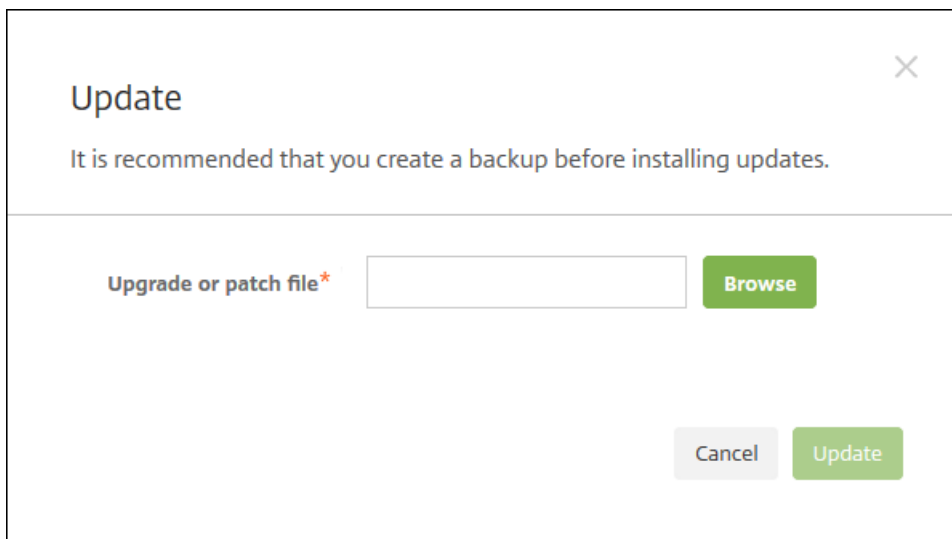 Update
It is recommended that you create a backup before installing updates.
Upgrade or patch file*
Browse
Cancel
Update